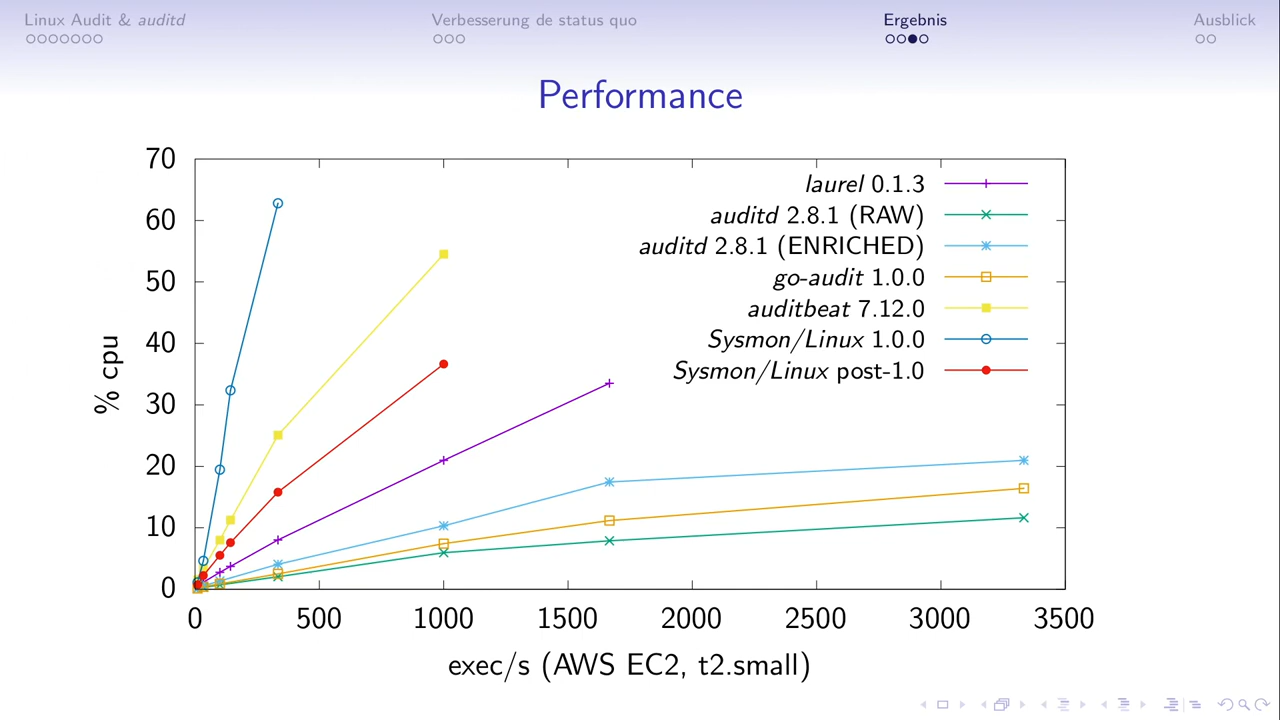 Linux Audit & auditd
Verbesserung de status quo
Ergebnis
Ausblick
Performance
70
60
50
40
30
20
10
0
% cpu
laurel 0.1.3
auditd 2.8.1 (RAW)
auditd 2.8.1 (ENRICHED)
go-audit 1.0.0
auditbeat 7.12.0
Sysmon/Linux 1.0.0
Sysmon/Linux post-1.0
0 500 1000 1500 2000 2500 3000 3500
exec/s (AWS EC2, t2.small)